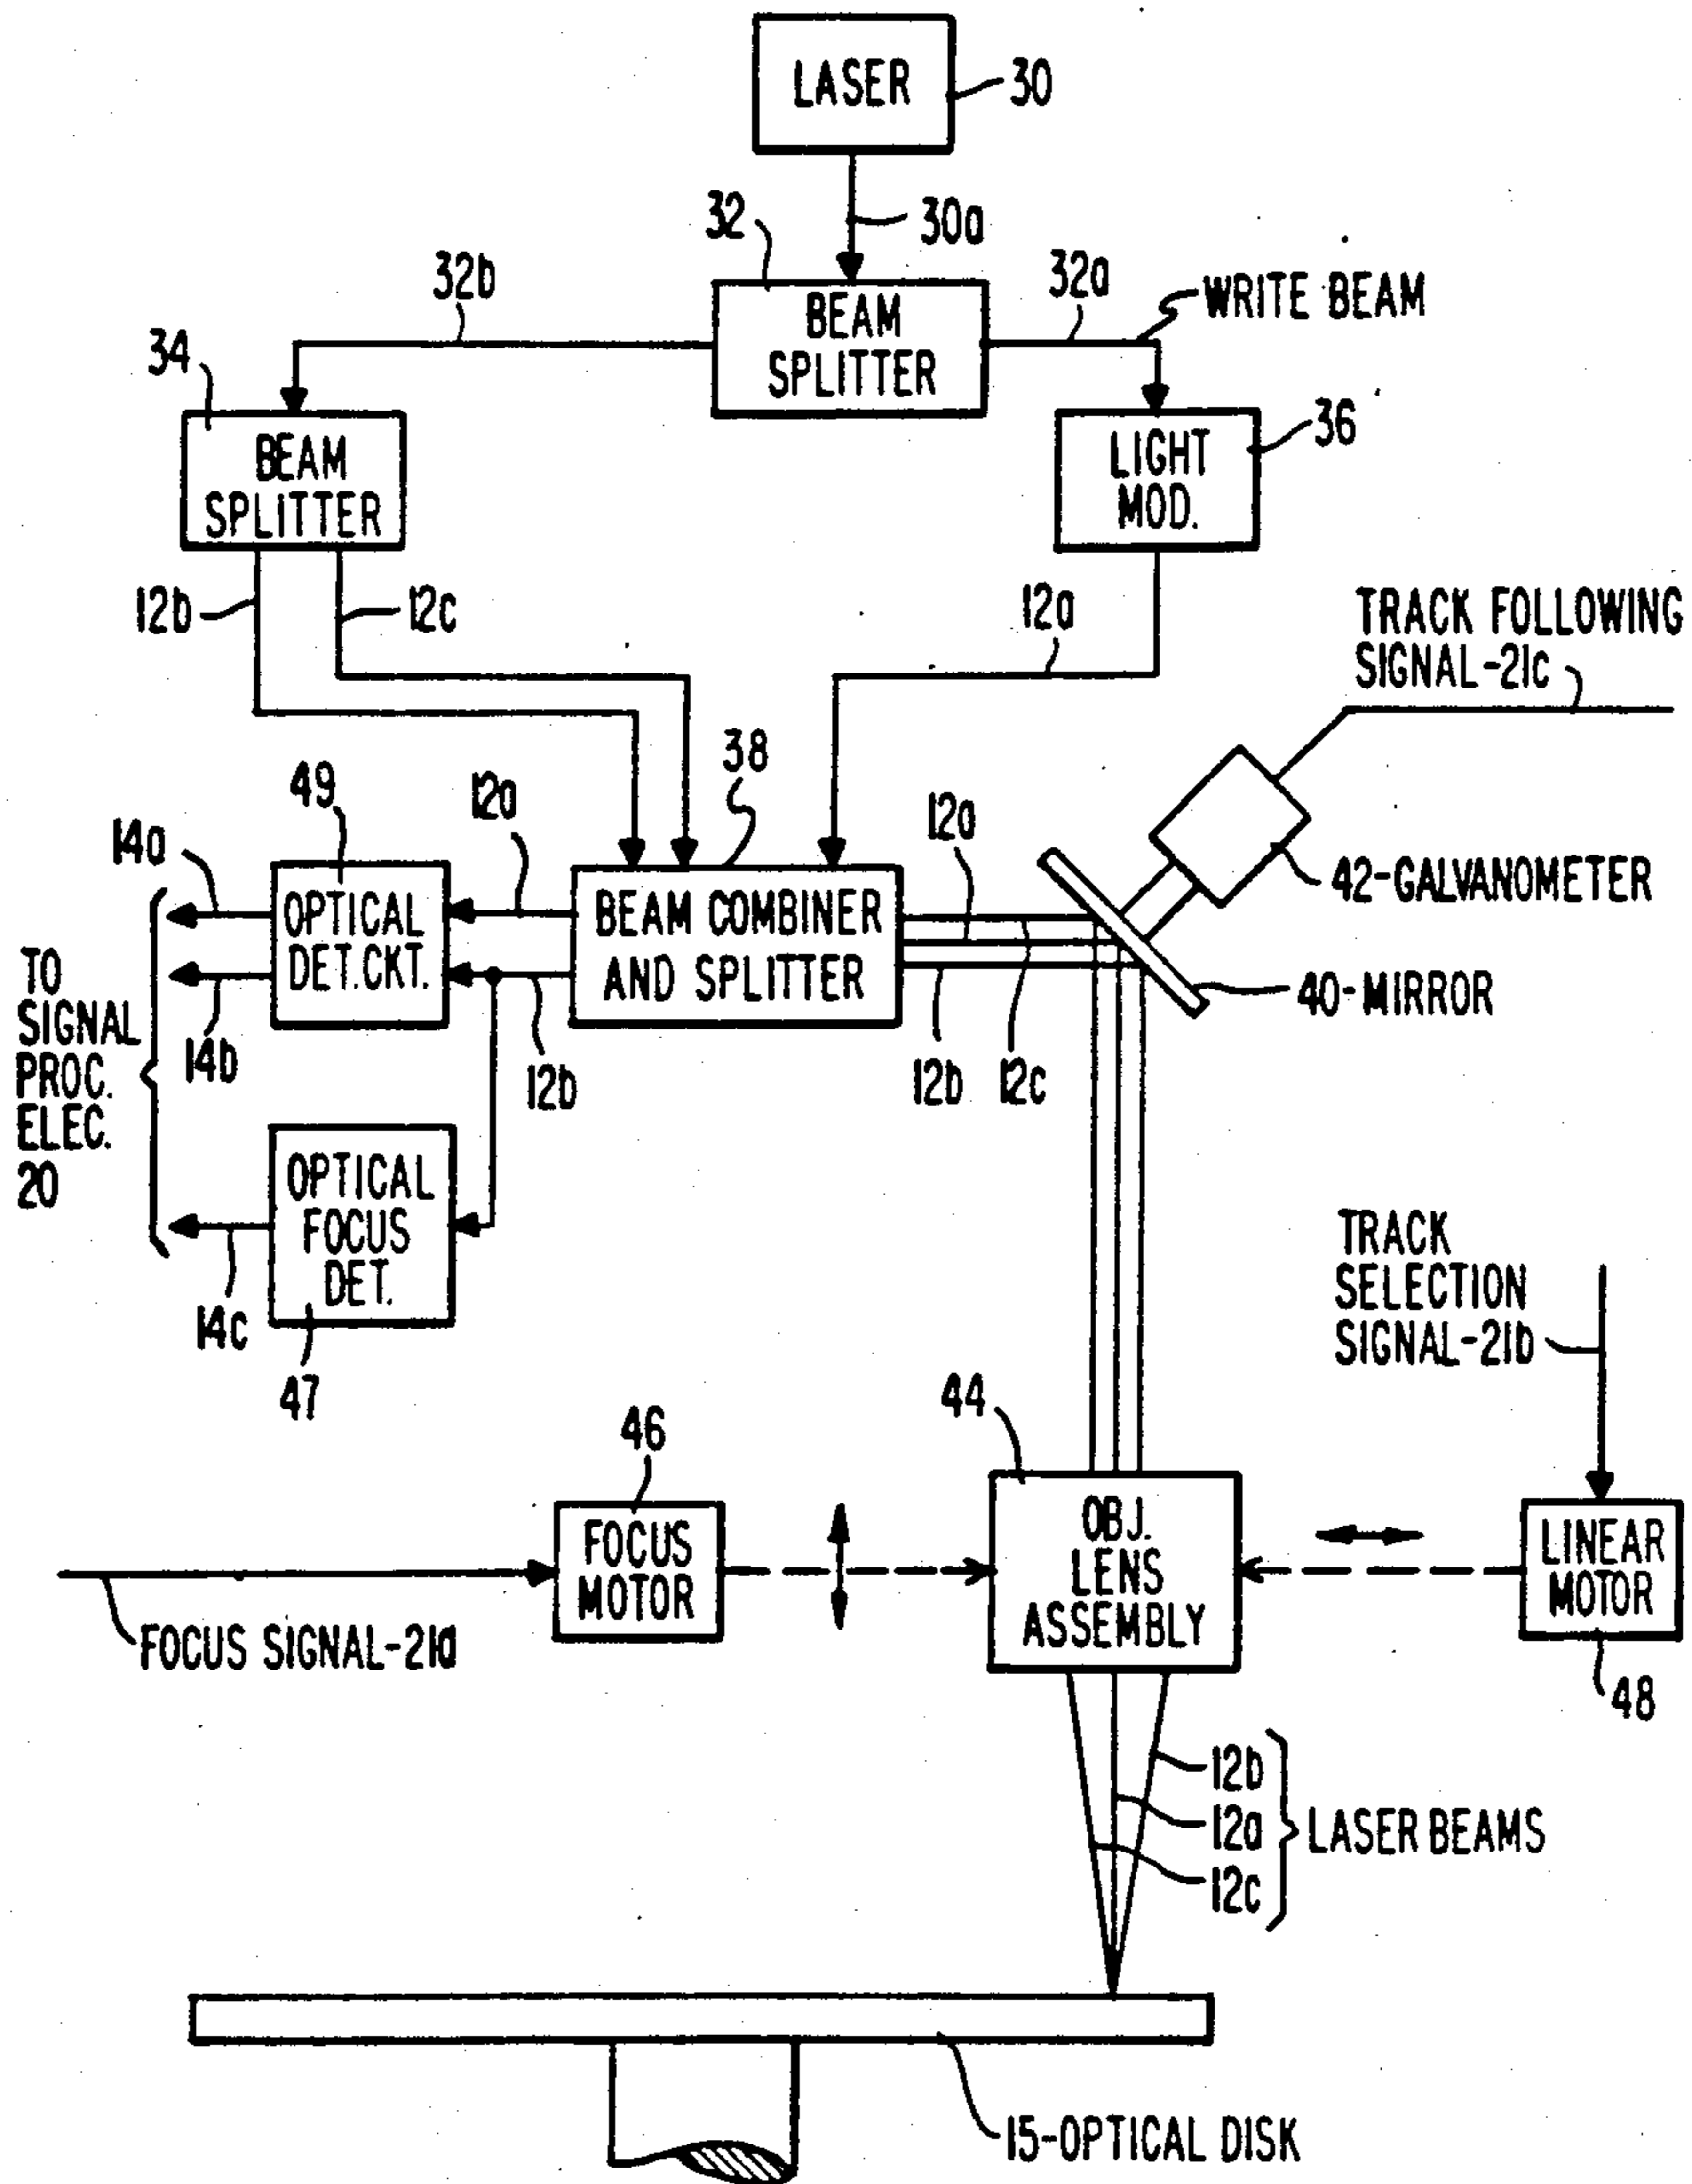 LASER
30
30a
32
32b
32a
WRITE BEAM
BEAM
SPLITTER
34
BEAM
SPLITTER
36
LIGHT
MOD.
12b
12c
12a
TRACK FOLLOWING
SIGNAL-21c
38
49
12a
12a
14a
OPTICAL
DET. CKT.
BEAM COMBINER
AND SPLITTER
42-GALVANOMETER
40-MIRROR
TO
SIGNAL
PROC.
ELEC.
20
14b
12b
12b
12c
OPTICAL
FOCUS
DET.
14c
47
TRACK
SELECTION
SIGNAL-21b
44
46
FOCUS
MOTOR
OBJ.
LENS
ASSEMBLY
LINEAR
MOTOR
FOCUS SIGNAL-21a
48
12b
12a
12c
LASER BEAMS
15-OPTICAL DISK